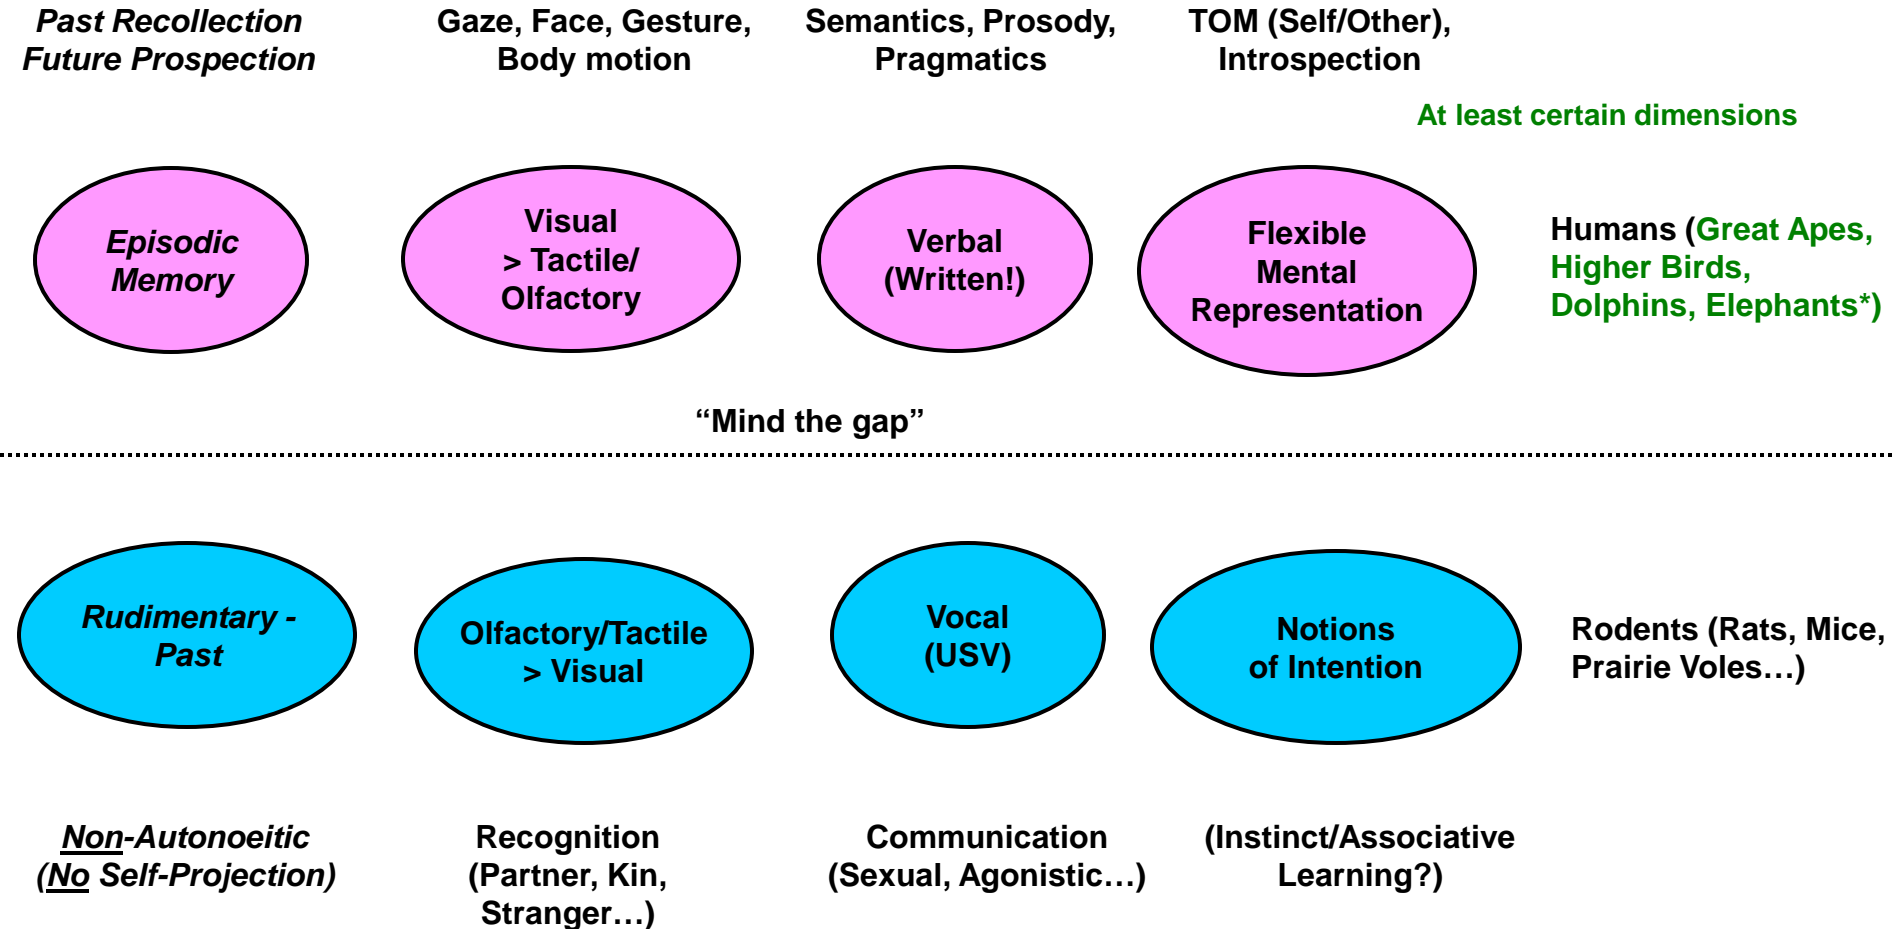 Past Recollection
Future Prospection
Gaze, Face, Gesture,
Body motion
Semantics, Prosody,
Pragmatics
TOM (Self/Other),
Introspection
At least certain dimensions
Episodic
Memory
Visual
> Tactile/
Olfactory
Verbal
(Written!)
Flexible
Mental
Representation
Humans (Great Apes,
Higher Birds,
Dolphins, Elephants*)
“Mind the gap”
Rudimentary -
Past
Olfactory/Tactile
> Visual
Vocal
(USV)
Notions
of Intention
Rodents (Rats, Mice,
Prairie Voles…)
Non-Autonoeitic
(No Self-Projection)
Recognition
(Partner, Kin,
Stranger…)
Communication
(Sexual, Agonistic…)
(Instinct/Associative
Learning?)